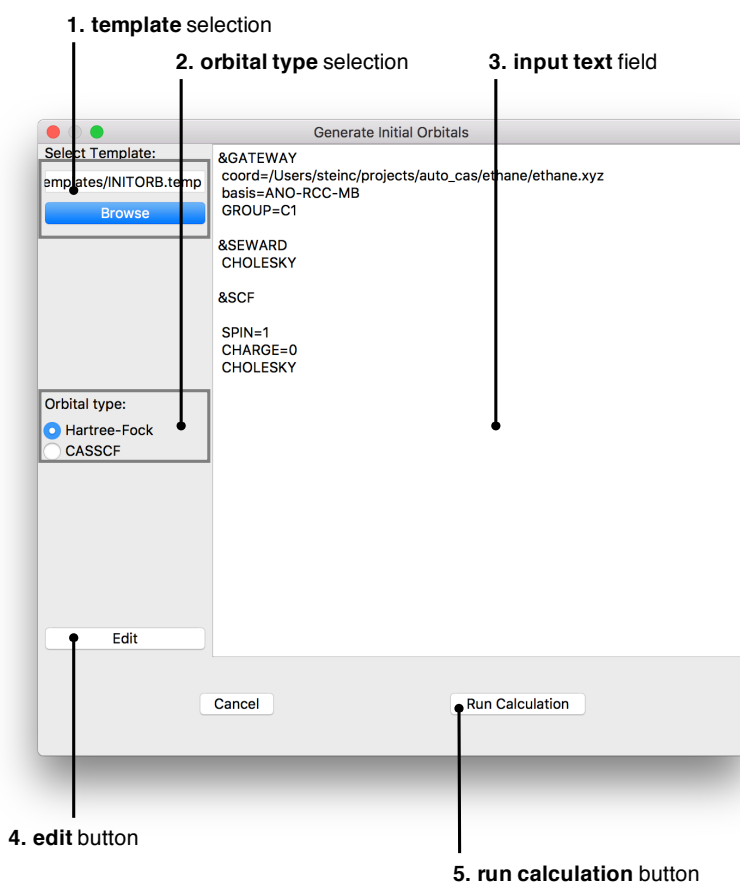 1. template selection
2. orbital type selection
3. input text field
Generate Initial Orbitals
Select Template:
emplates/INITORB.temp
Browse
&GATEWAY
coord=/Users/steinc/projects/auto_cas/ethane/ethane.xyz
basis=ANO-RCC-MB
GROUP=C1
&SEWARD
CHOLESKY
&SCF
SPIN=1
CHARGE=0
CHOLESKY
Orbital type:
Hartree-Fock
CASSCF
Edit
Cancel
Run Calculation
4. edit button
5. run calculation button